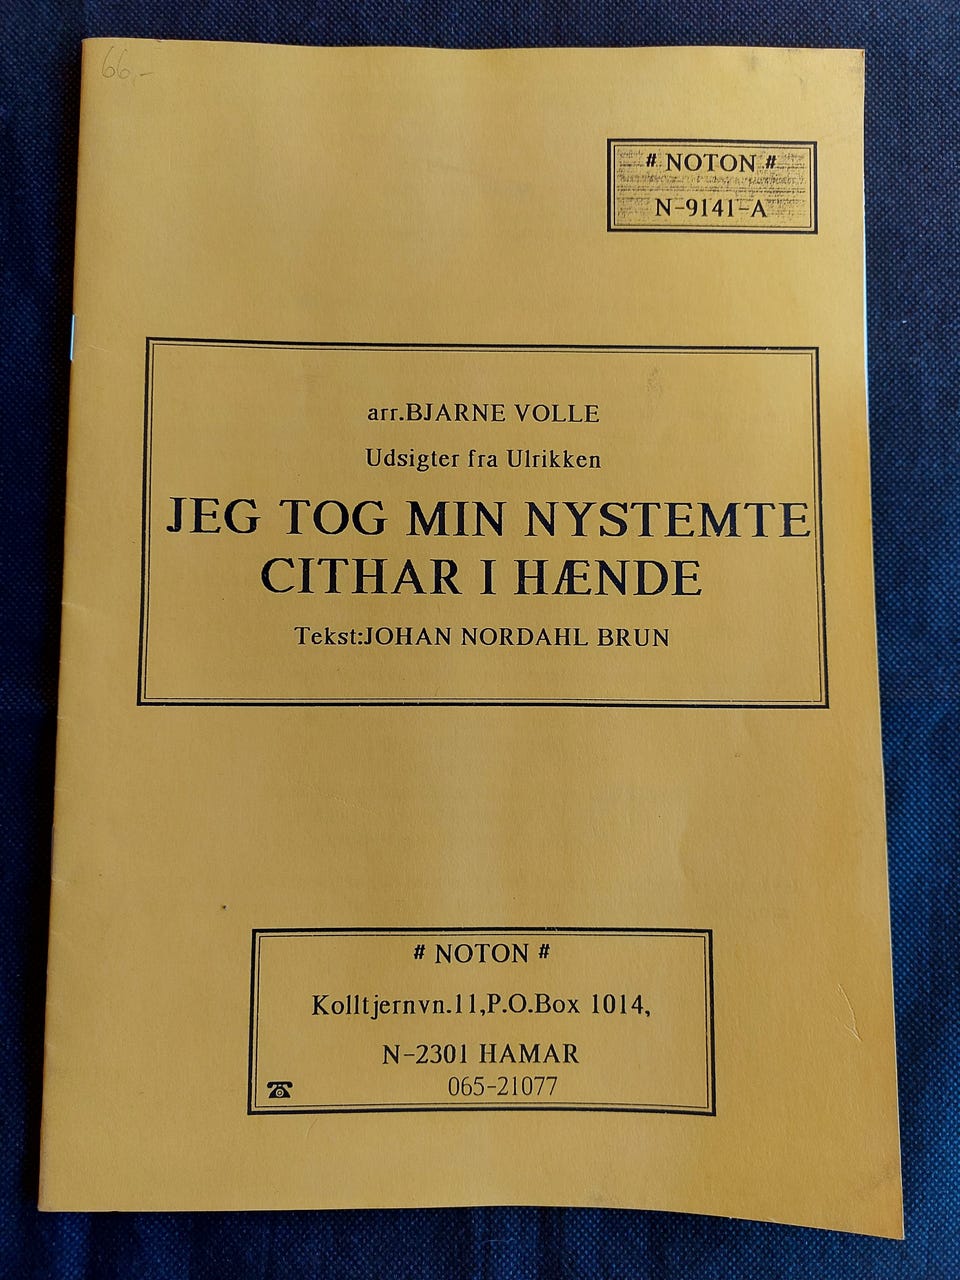 66,-
# NOTON #
N-9141-A
arr.BJARNE VOLLE
Udsigter fra Ulrikken
JEG TOG MIN NYSTEMTE
CITHAR I HÆNDE
Tekst:JOHAN NORDAHL BRUN
# NOTON #
Kolltjernvn.11,P.O.Box 1014,
N-2301 HAMAR
065-21077